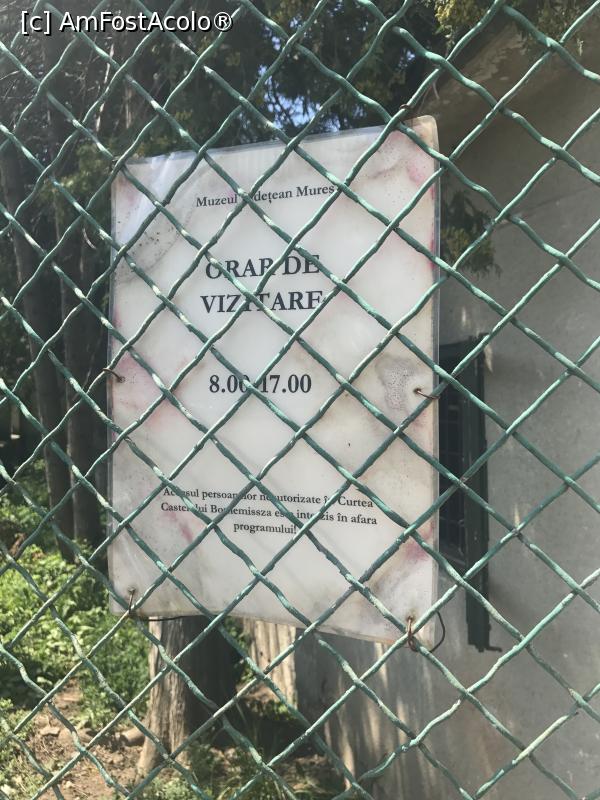 [c] AmFostAcolo®
Muzeul Județean Mureș
ORAR DE
VIZITARE
8.00-17.00
Accesul persoanelor neautorizate în Curtea
Castelului Bornemissza este interzis în afara
programului!